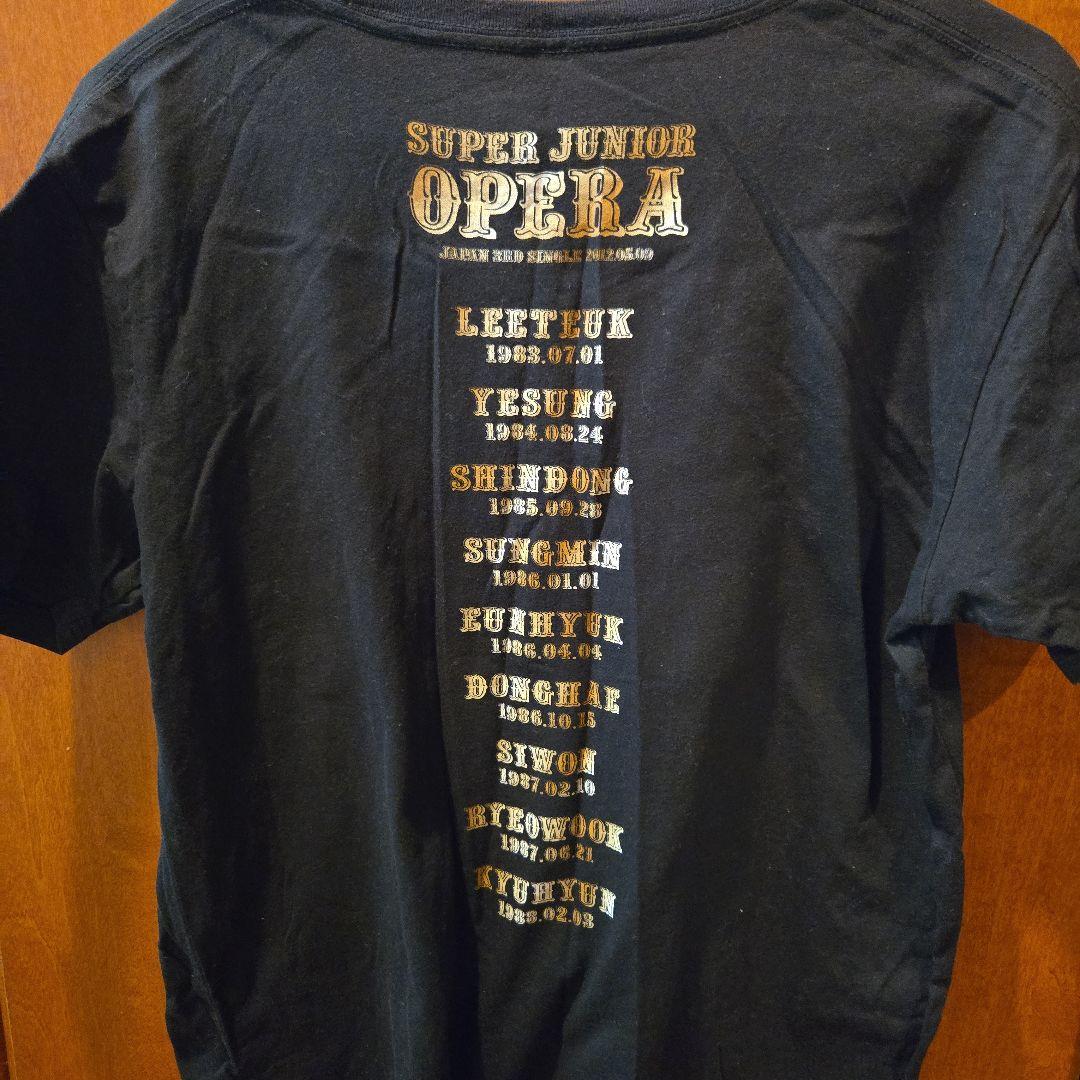 SUPER JUNIOR
OPERA
JAPAN 3RD SINGLE 2012.05.09
LEETEUK
1983.07.01
YESUNG
1984.08.24
SHINDONG
1985.09.28
SUNGMIN
1986.01.01
EUNHYUK
1986.04.04
DONGHAE
1986.10.15
SIWON
1987.02.10
RYEOWOOK
1987.06.21
KYUHYUN
1988.02.03